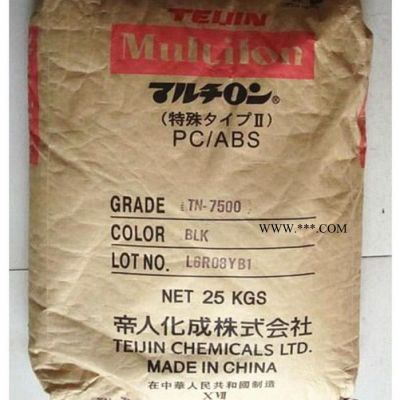 TEIJIN
Multilon
マルチロン®
(特殊タイプⅡ)
PC/ABS
GRADE TN-7500
COLOR BLK
WWW.***.COM
LOT NO. L6R08YB1
NET 25 KGS
帝人化成株式会社
TEIJIN CHEMICALS LTD.
MADE IN CHINA
在中華人民共和國制造
XⅦ